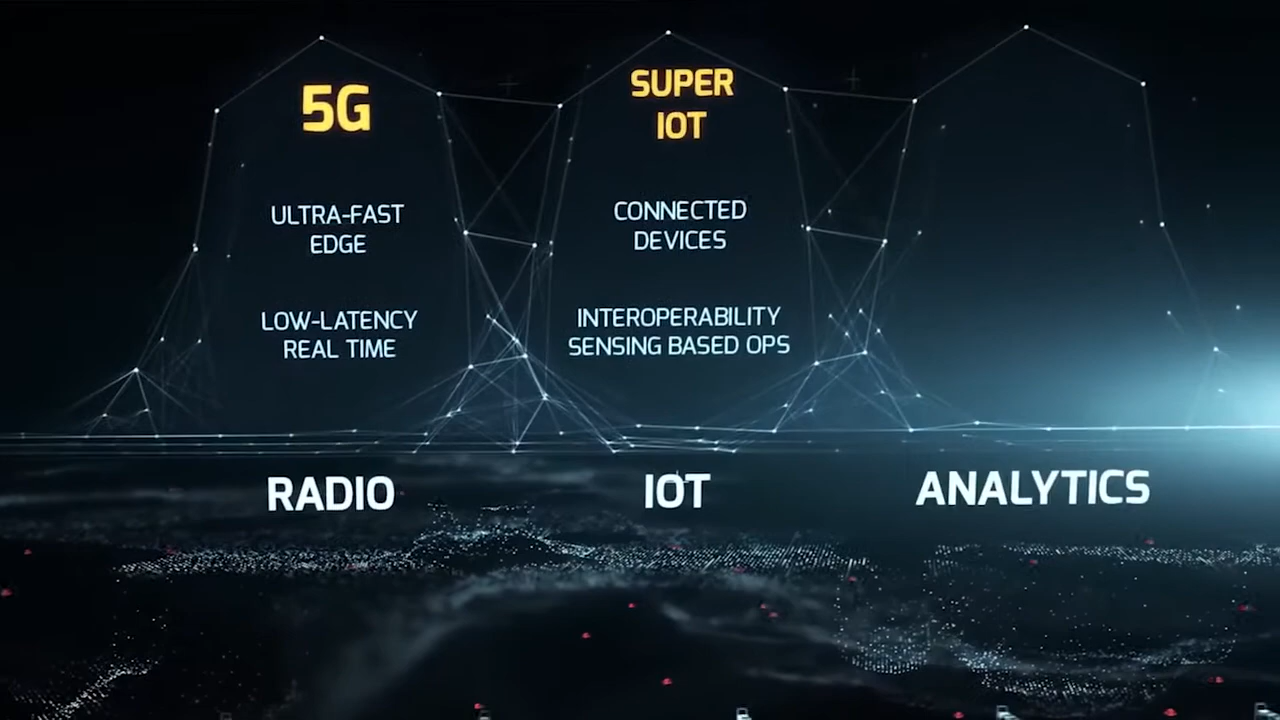 5G
ULTRA-FAST
EDGE
LOW-LATENCY
REAL TIME
RADIO
SUPER
IOT
CONNECTED
DEVICES
INTEROPERABILITY
SENSING BASED OPS
IOT
ANALYTICS